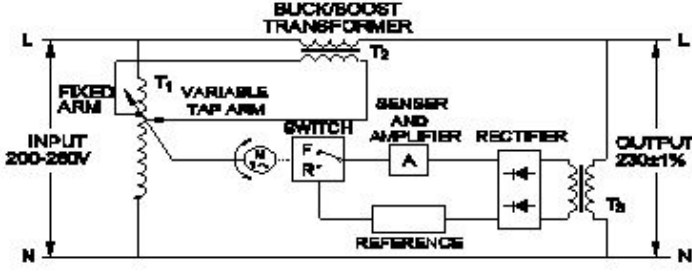 BUCK/BOOST
TRANSFORMER
L
L
T2
T1
FIXED
ARM
VARIABLE
TAP ARM
SENSER
AND
AMPLIFIER
SWITCH
RECTIFIER
INPUT
200-260V
M
F
R
A
OUTPUT
230±1%
REFERENCE
N
N